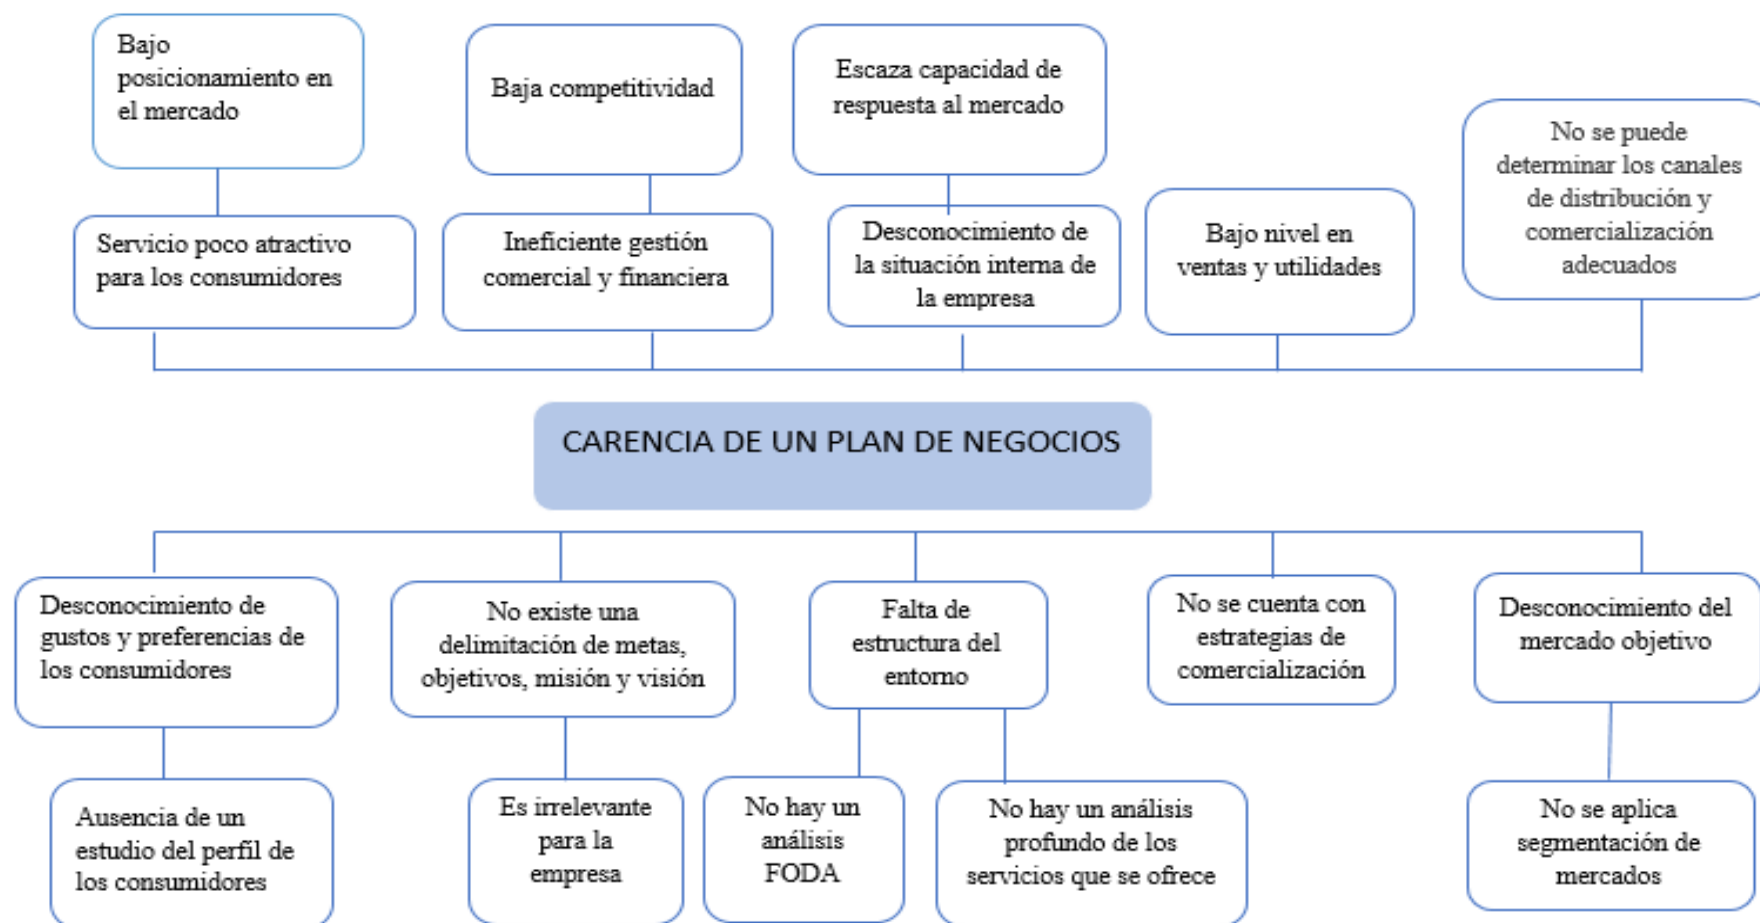 Bajo
posicionamiento en
el mercado
Baja competitividad
Escaza capacidad de
respuesta al mercado
No se puede
determinar los canales
de distribución y
comercialización
adecuados
Servicio poco atractivo
para los consumidores
Ineficiente gestión
comercial y financiera
Desconocimiento de
la situación interna de
la empresa
Bajo nivel en
ventas y utilidades
CARENCIA DE UN PLAN DE NEGOCIOS
Desconocimiento de
gustos y preferencias de
los consumidores
No existe una
delimitación de metas,
objetivos, misión y visión
Falta de
estructura del
entorno
No se cuenta con
estrategias de
comercialización
Desconocimiento del
mercado objetivo
Ausencia de un
estudio del perfil de
los consumidores
Es irrelevante
para la
empresa
No hay un
análisis
FODA
No hay un análisis
profundo de los
servicios que se ofrece
No se aplica
segmentación de
mercados